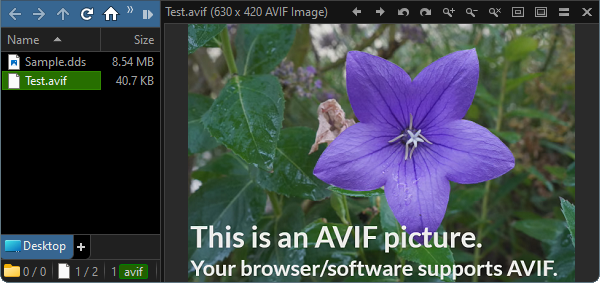 Test.avif (630 x 420 AVIF Image)
Name Size
Sample.dds 8.54 MB
Test.avif 40.7 KB
This is an AVIF picture.
Your browser/software supports AVIF.
Desktop +
0 / 0 1 / 2 1 avif